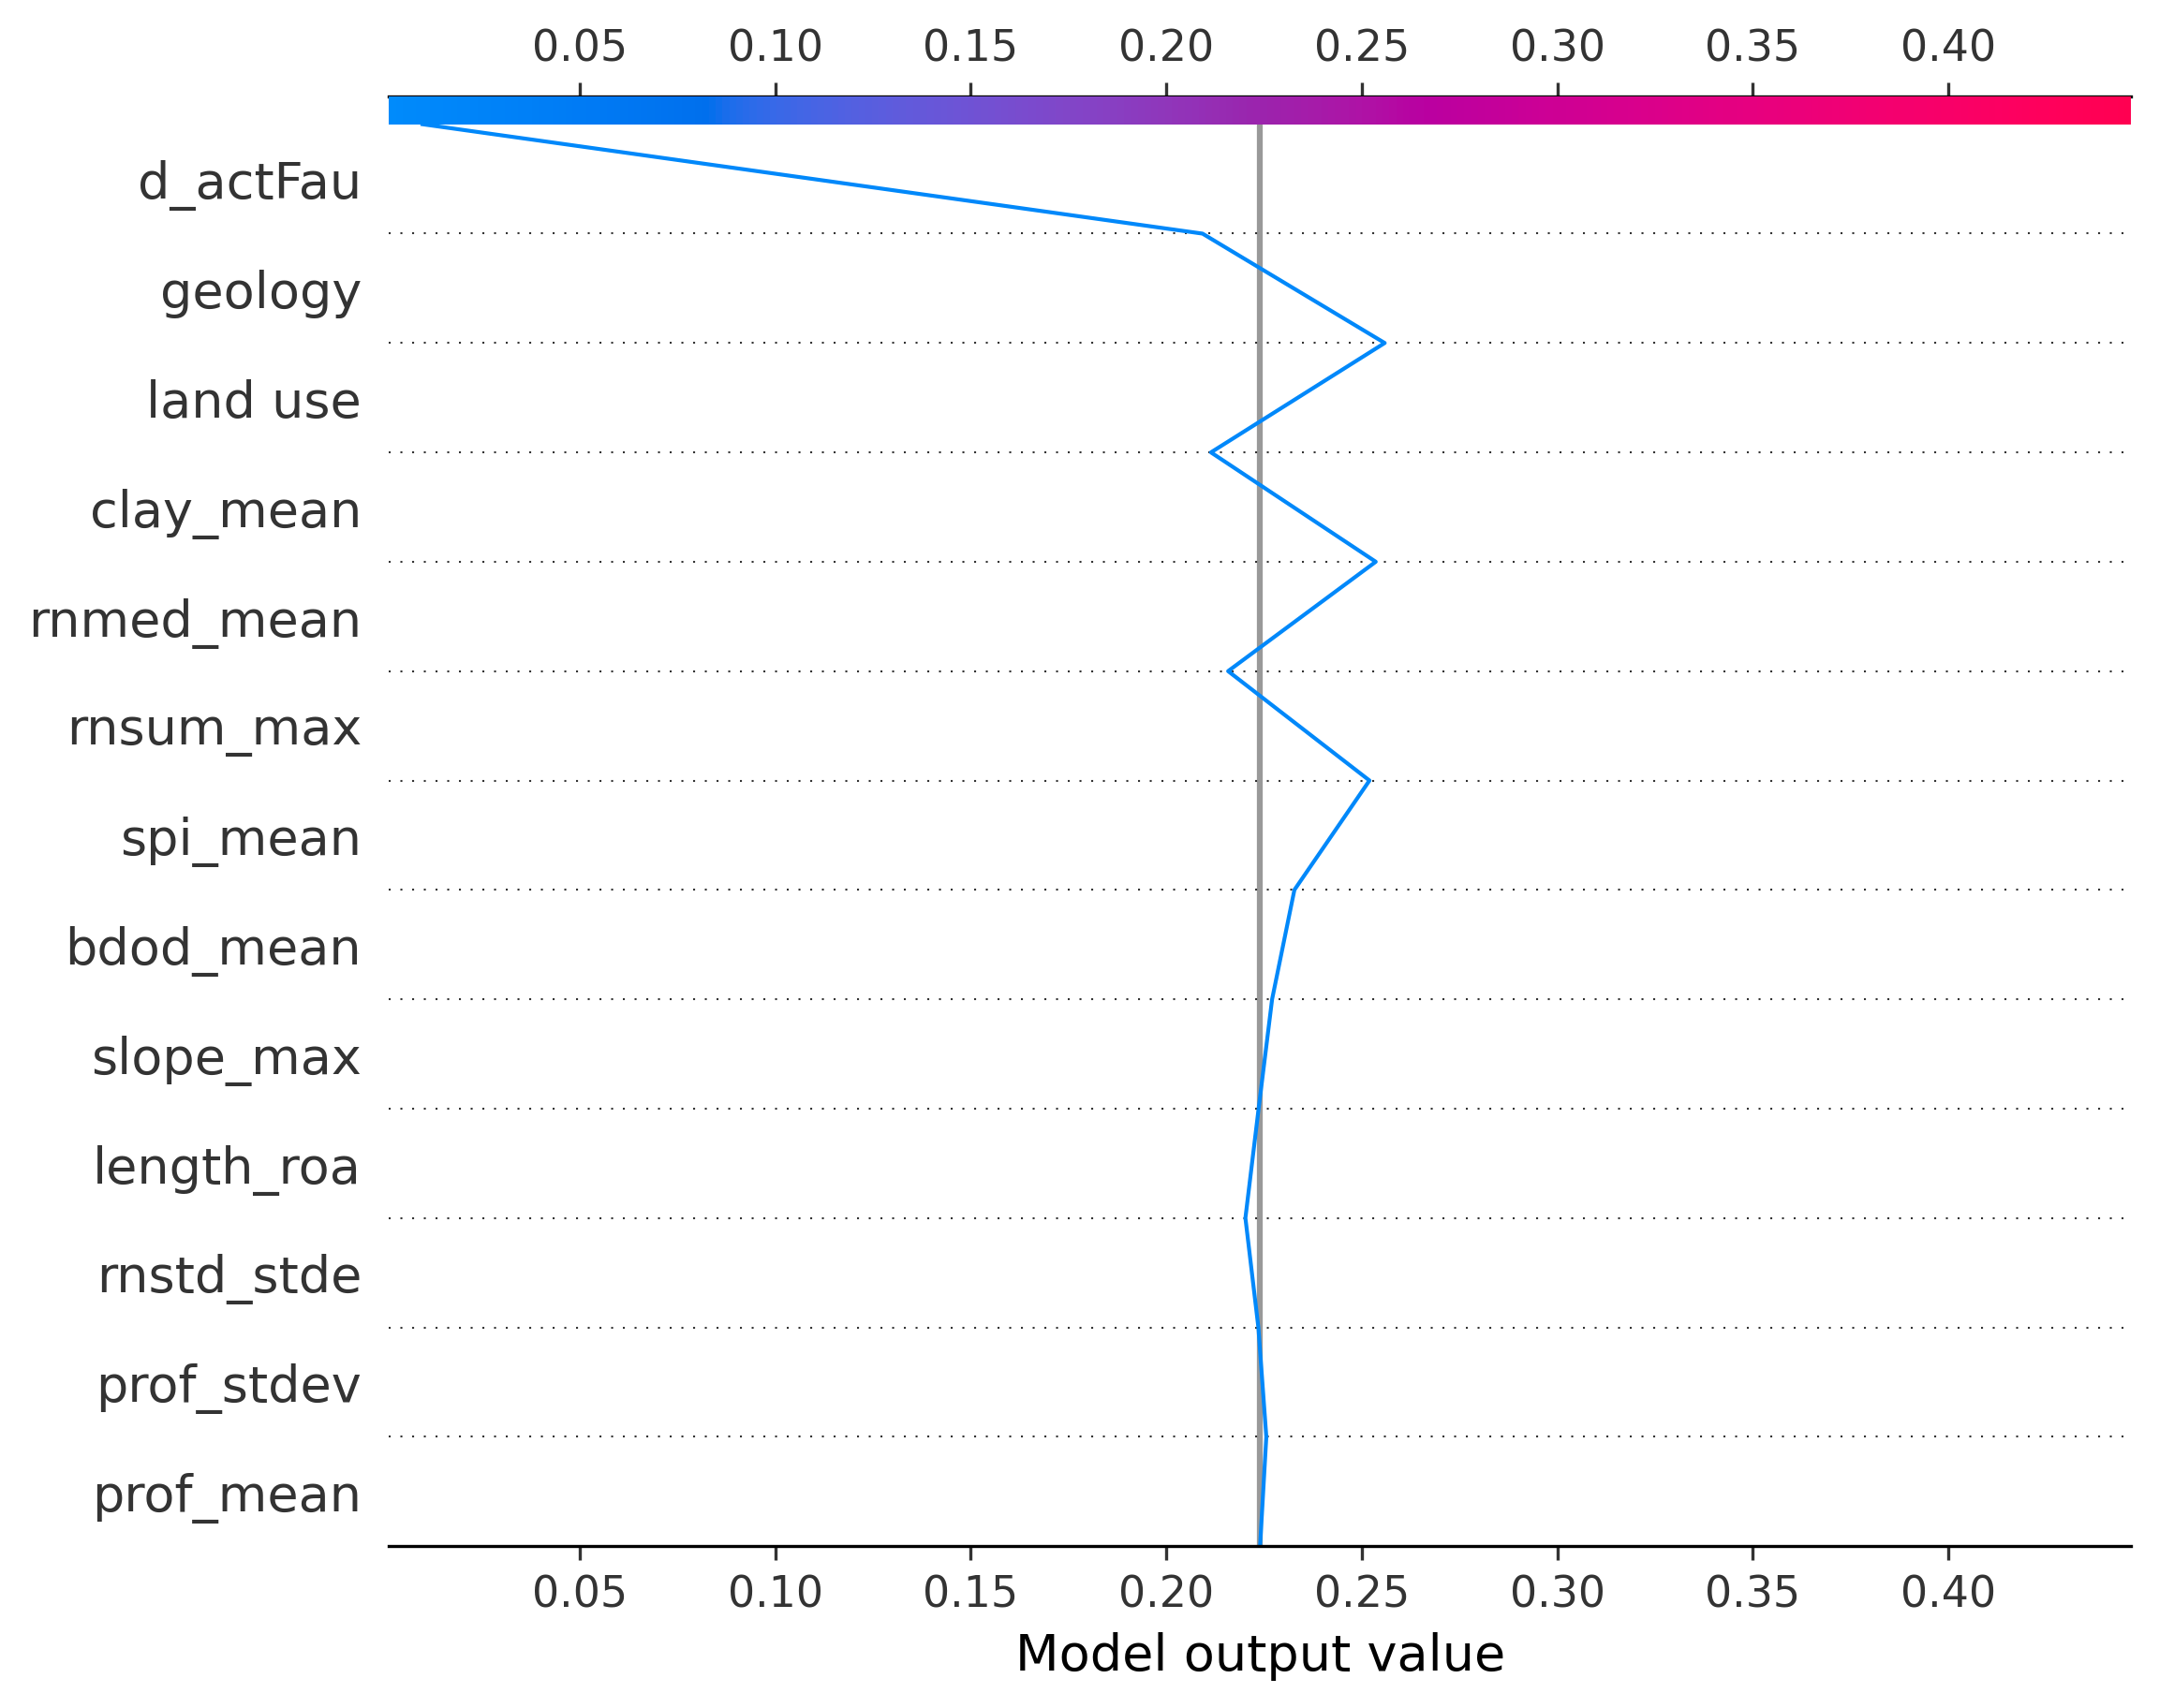 0.05 0.10 0.15 0.20 0.25 0.30 0.35 0.40
d_actFau
geology
land use
clay_mean
rnmed_mean
rnsum_max
spi_mean
bdod_mean
slope_max
length_roa
rnstd_stde
prof_stdev
prof_mean
0.05 0.10 0.15 0.20 0.25 0.30 0.35 0.40
Model output value